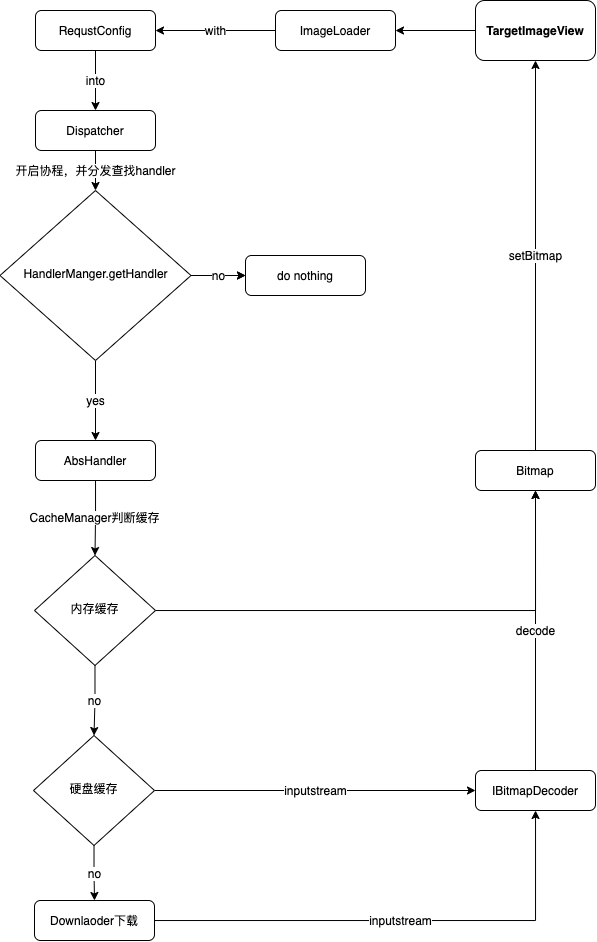 RequstConfig
with
ImageLoader
TargetImageView
into
Dispatcher
开启协程，并分发查找handler
HandlerManger.getHandler
no
do nothing
setBitmap
yes
AbsHandler
Bitmap
CacheManager判断缓存
内存缓存
decode
no
硬盘缓存
inputstream
IBitmapDecoder
no
Downlaoder下载
inputstream